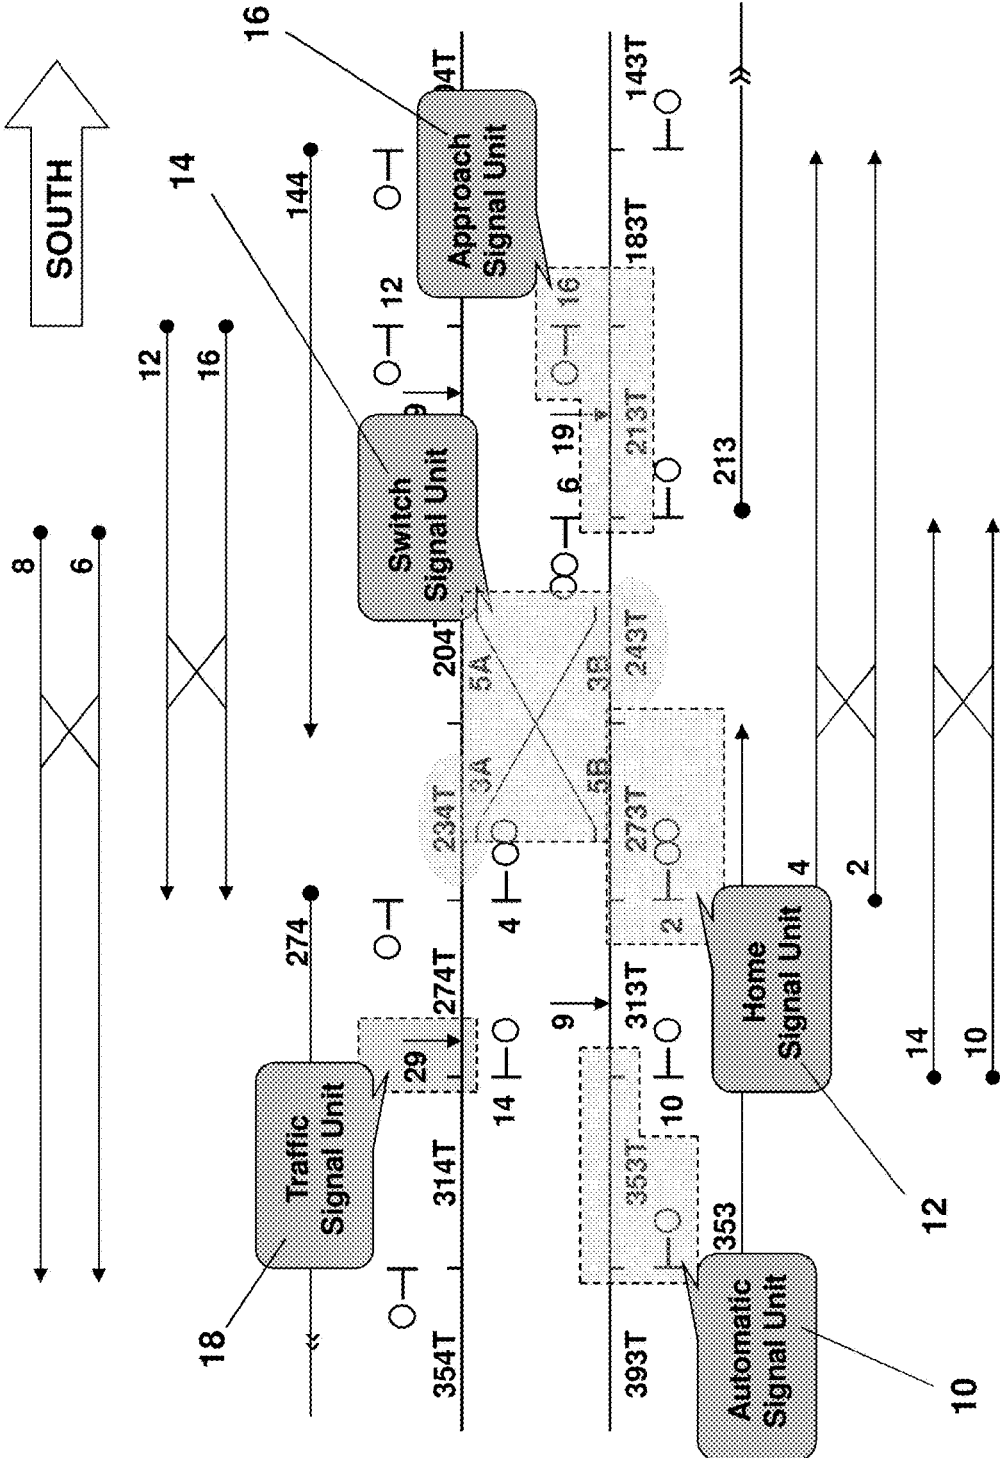 8
SOUTH
6
12
14
16
18
16
274
144
Traffic
Signal Unit
12
Switch
Signal Unit
29
9
354T 314T 274T 234T 204T
Approach
Signal Unit
3A 5A
14 4
9 6 19 16
5B 3B
393T 353T 313T 273T 243T 213T 183T 143T
10 2
353 213
Automatic
Signal Unit
Home
Signal Unit
4
2
14
12
10
10